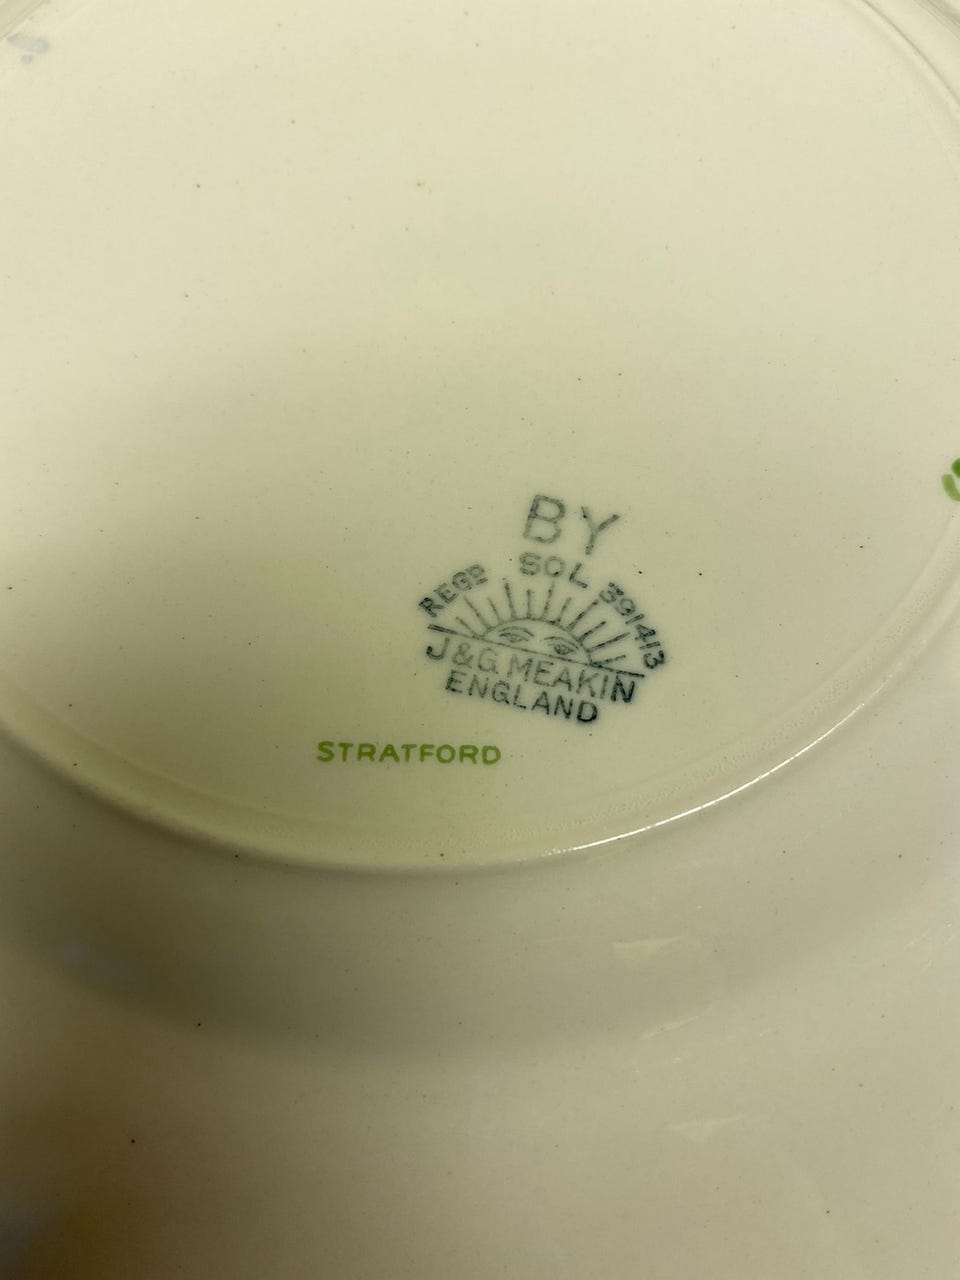 BY
REGD SOL 391413
J&G. MEAKIN
ENGLAND
STRATFORD